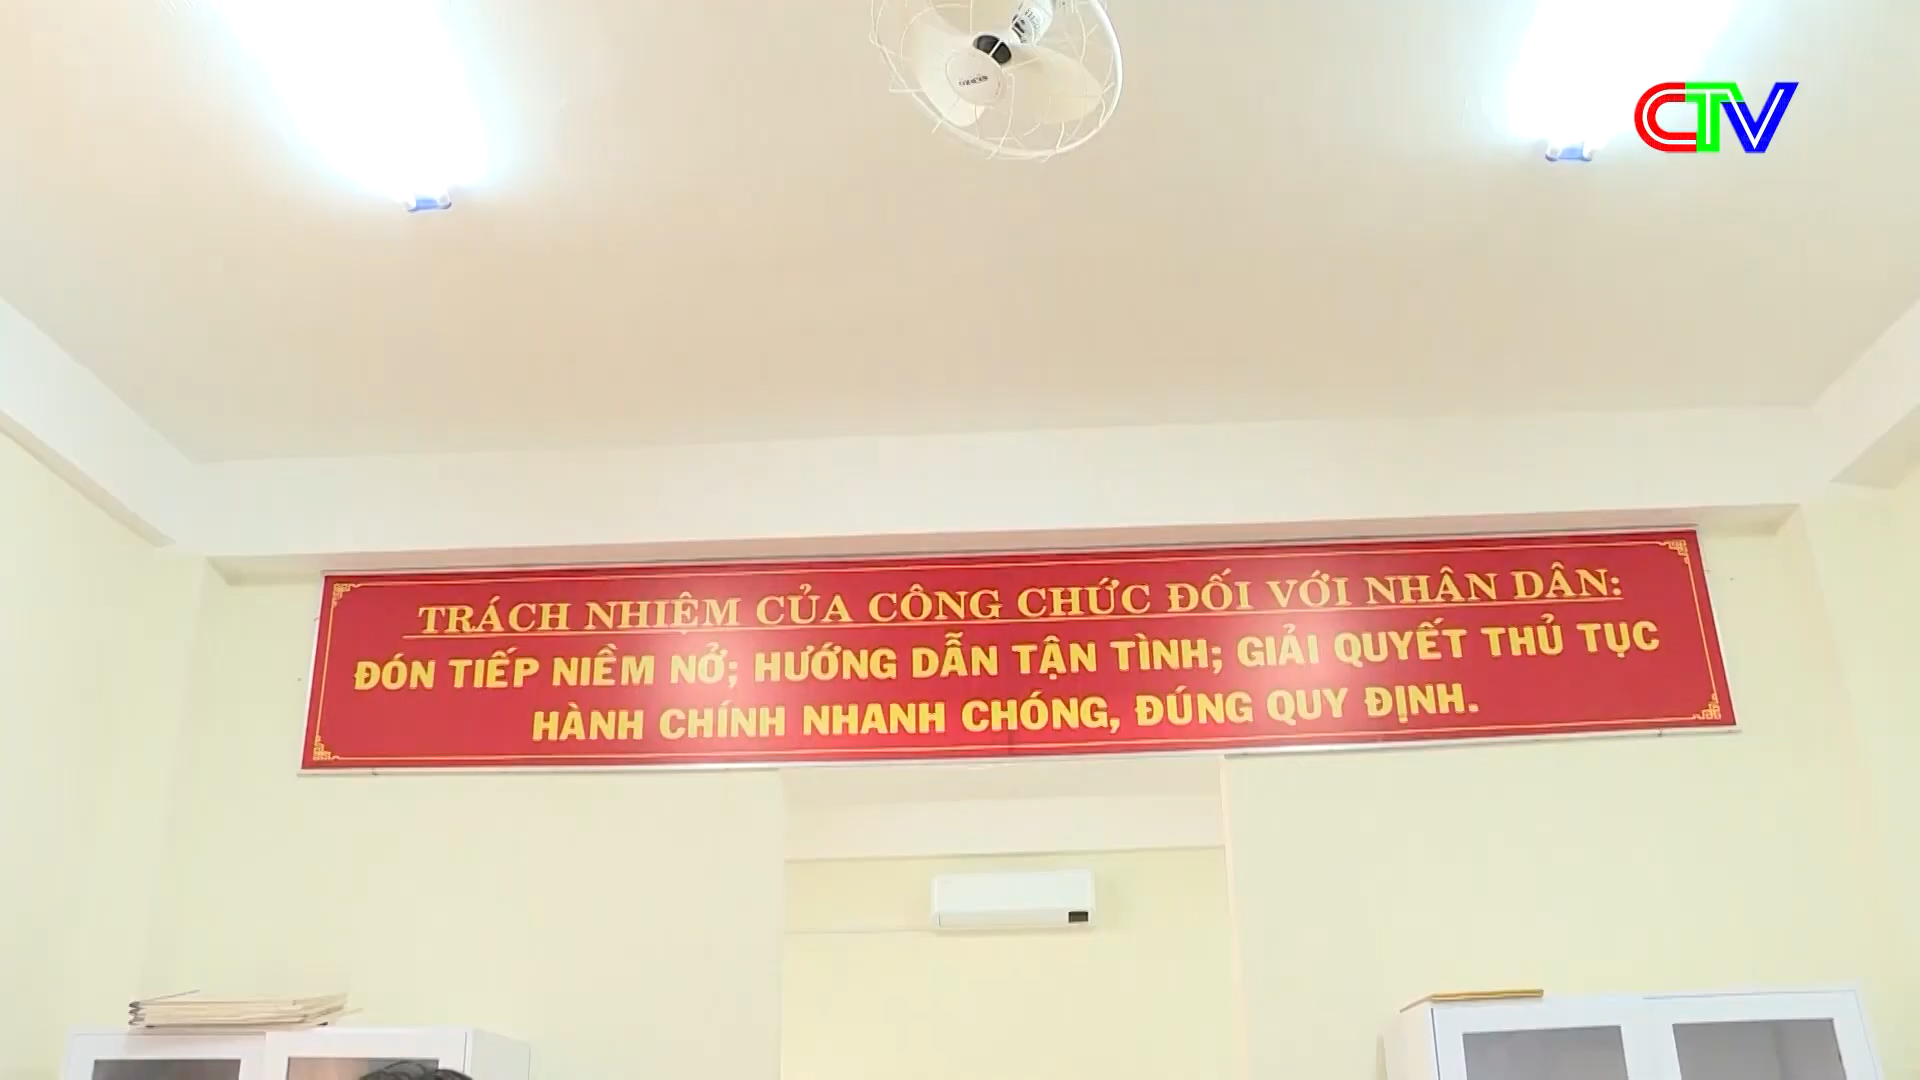 CTV
TRÁCH NHIỆM CỦA CÔNG CHỨC ĐỐI VỚI NHÂN DÂN:
ĐÓN TIẾP NIỀM NỞ; HƯỚNG DẪN TẬN TÌNH; GIẢI QUYẾT THỦ TỤC
HÀNH CHÍNH NHANH CHÓNG, ĐÚNG QUY ĐỊNH.